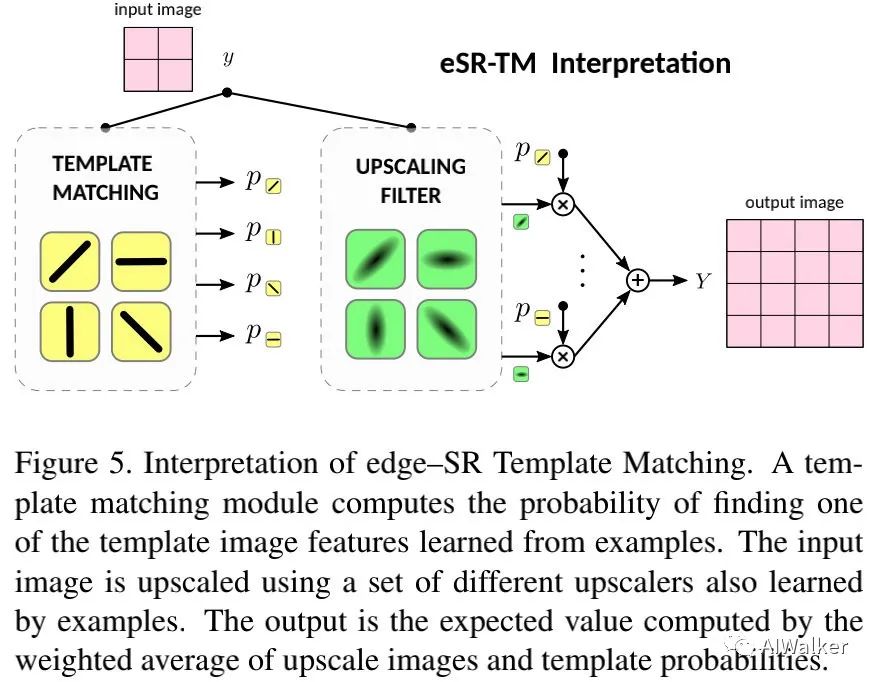 input image
y
eSR-TM Interpretation
TEMPLATE
MATCHING
p
p
p
p
UPSCALING
FILTER
p
p
Y
output image
Figure 5. Interpretation of edge–SR Template Matching. A tem-
plate matching module computes the probability of finding one
of the template image features learned from examples. The input
image is upscaled using a set of different upscalers also learned
by examples. The output is the expected value computed by the
weighted average of upscale images and template probabilities.
AIWalker